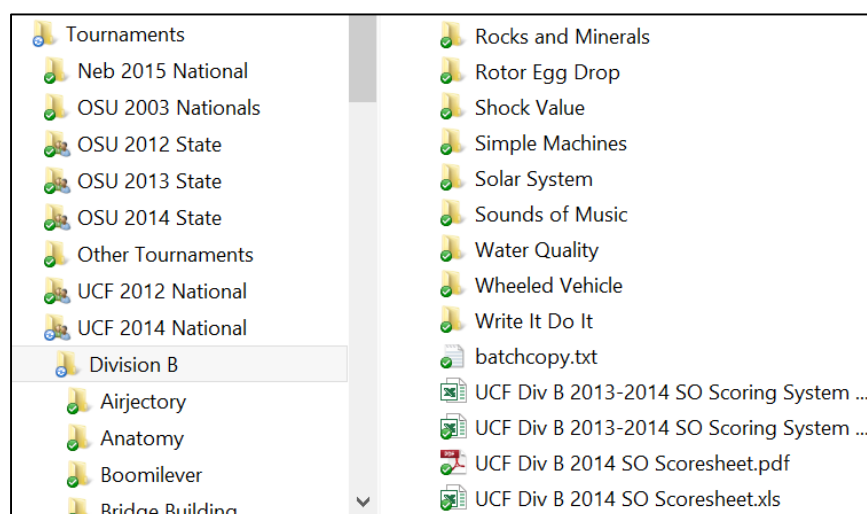 Tournaments
Neb 2015 National
OSU 2003 Nationals
OSU 2012 State
OSU 2013 State
OSU 2014 State
Other Tournaments
UCF 2012 National
UCF 2014 National
Division B
Airjectory
Anatomy
Boomilever
Bridge Building
Rocks and Minerals
Rotor Egg Drop
Shock Value
Simple Machines
Solar System
Sounds of Music
Water Quality
Wheeled Vehicle
Write It Do It
batchcopy.txt
UCF Div B 2013-2014 SO Scoring System ...
UCF Div B 2013-2014 SO Scoring System ...
UCF Div B 2014 SO Scoresheet.pdf
UCF Div B 2014 SO Scoresheet.xls